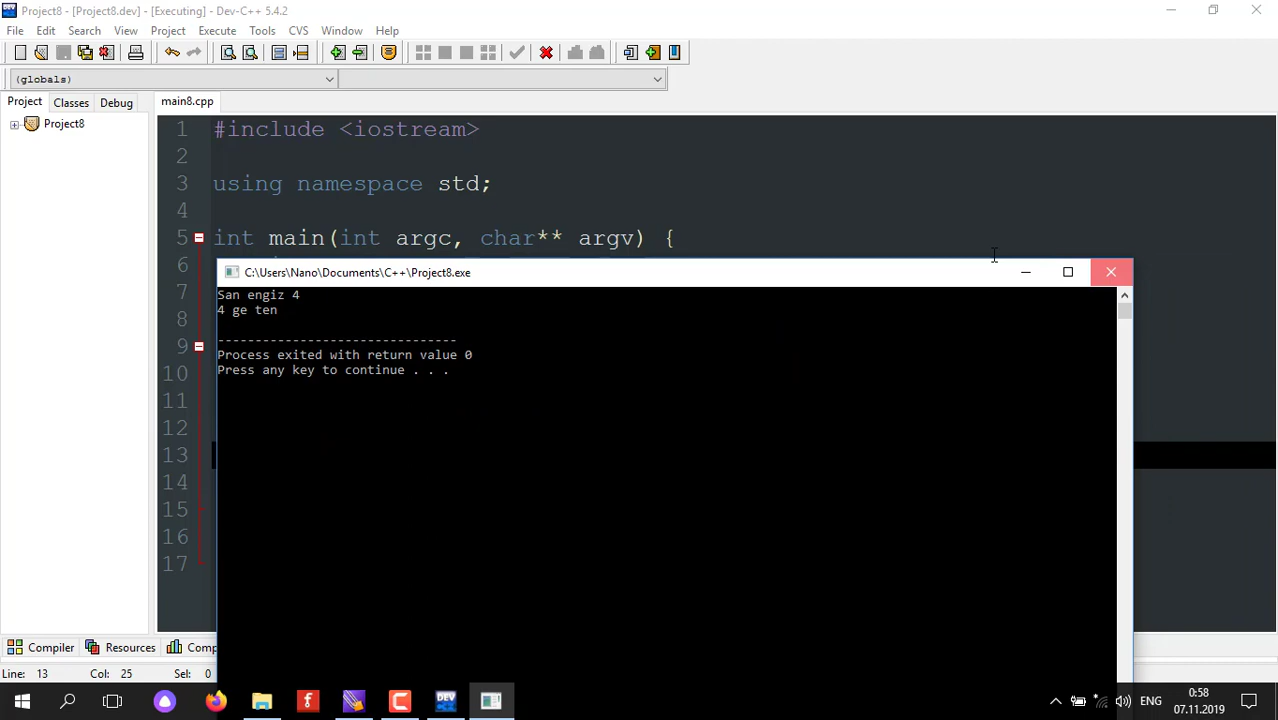 Project8 - [Project8.dev] - [Executing] - Dev-C++ 5.4.2
File Edit Search View Project Execute Tools CVS Window Help
(globals)
Project Classes Debug main8.cpp
Project8
1 #include <iostream>
2
3 using namespace std;
4
5 int main(int argc, char** argv) {
6
7
8
9
10
11
12
13
14
15
16
17
C:\Users\Nano\Documents\C++\Project8.exe
San engiz 4
4 ge ten
--------------------------------
Process exited with return value 0
Press any key to continue . . .
Compiler Resources
Line: 13 Col: 25 Sel: 0
ENG
0:58
07.11.2019